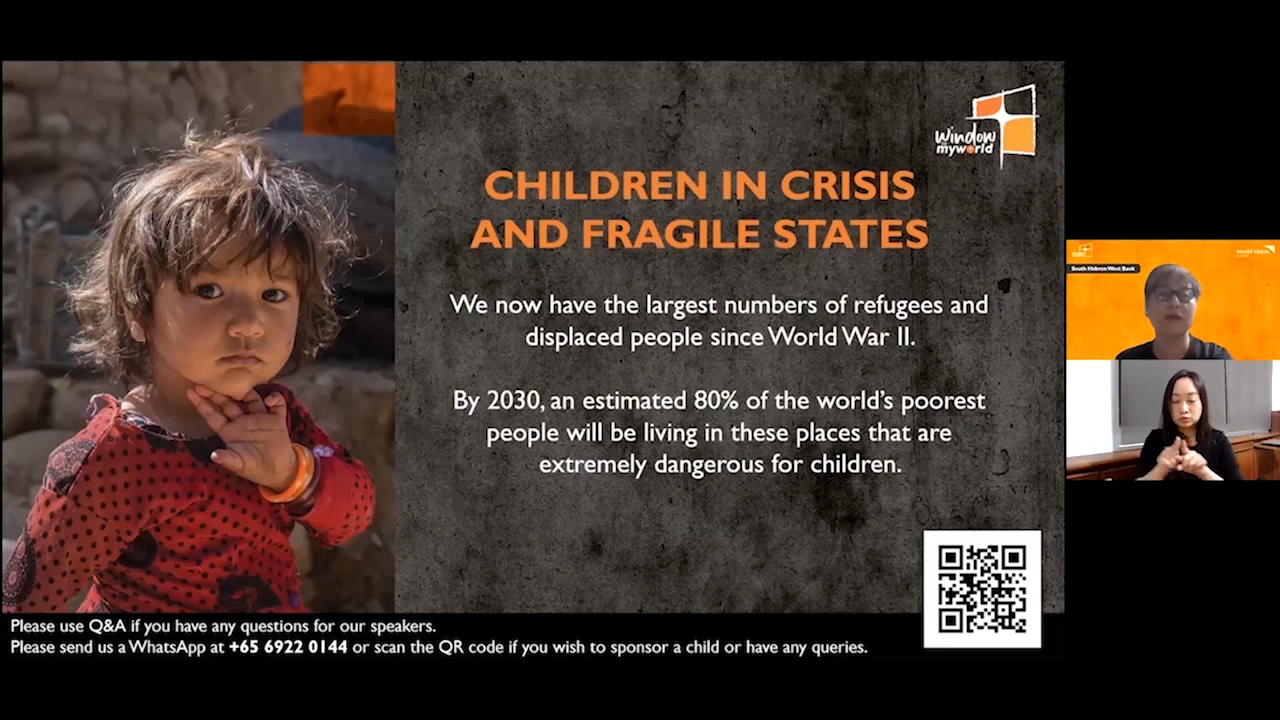 Window
myworld
CHILDREN IN CRISIS
AND FRAGILE STATES
We now have the largest numbers of refugees and
displaced people since World War II.
By 2030, an estimated 80% of the world's poorest
people will be living in these places that are
extremely dangerous for children.
World Vision
South Hebron West Bank
Please use Q&A if you have any questions for our speakers.
Please send us a WhatsApp at +65 6922 0144 or scan the QR code if you wish to sponsor a child or have any queries.